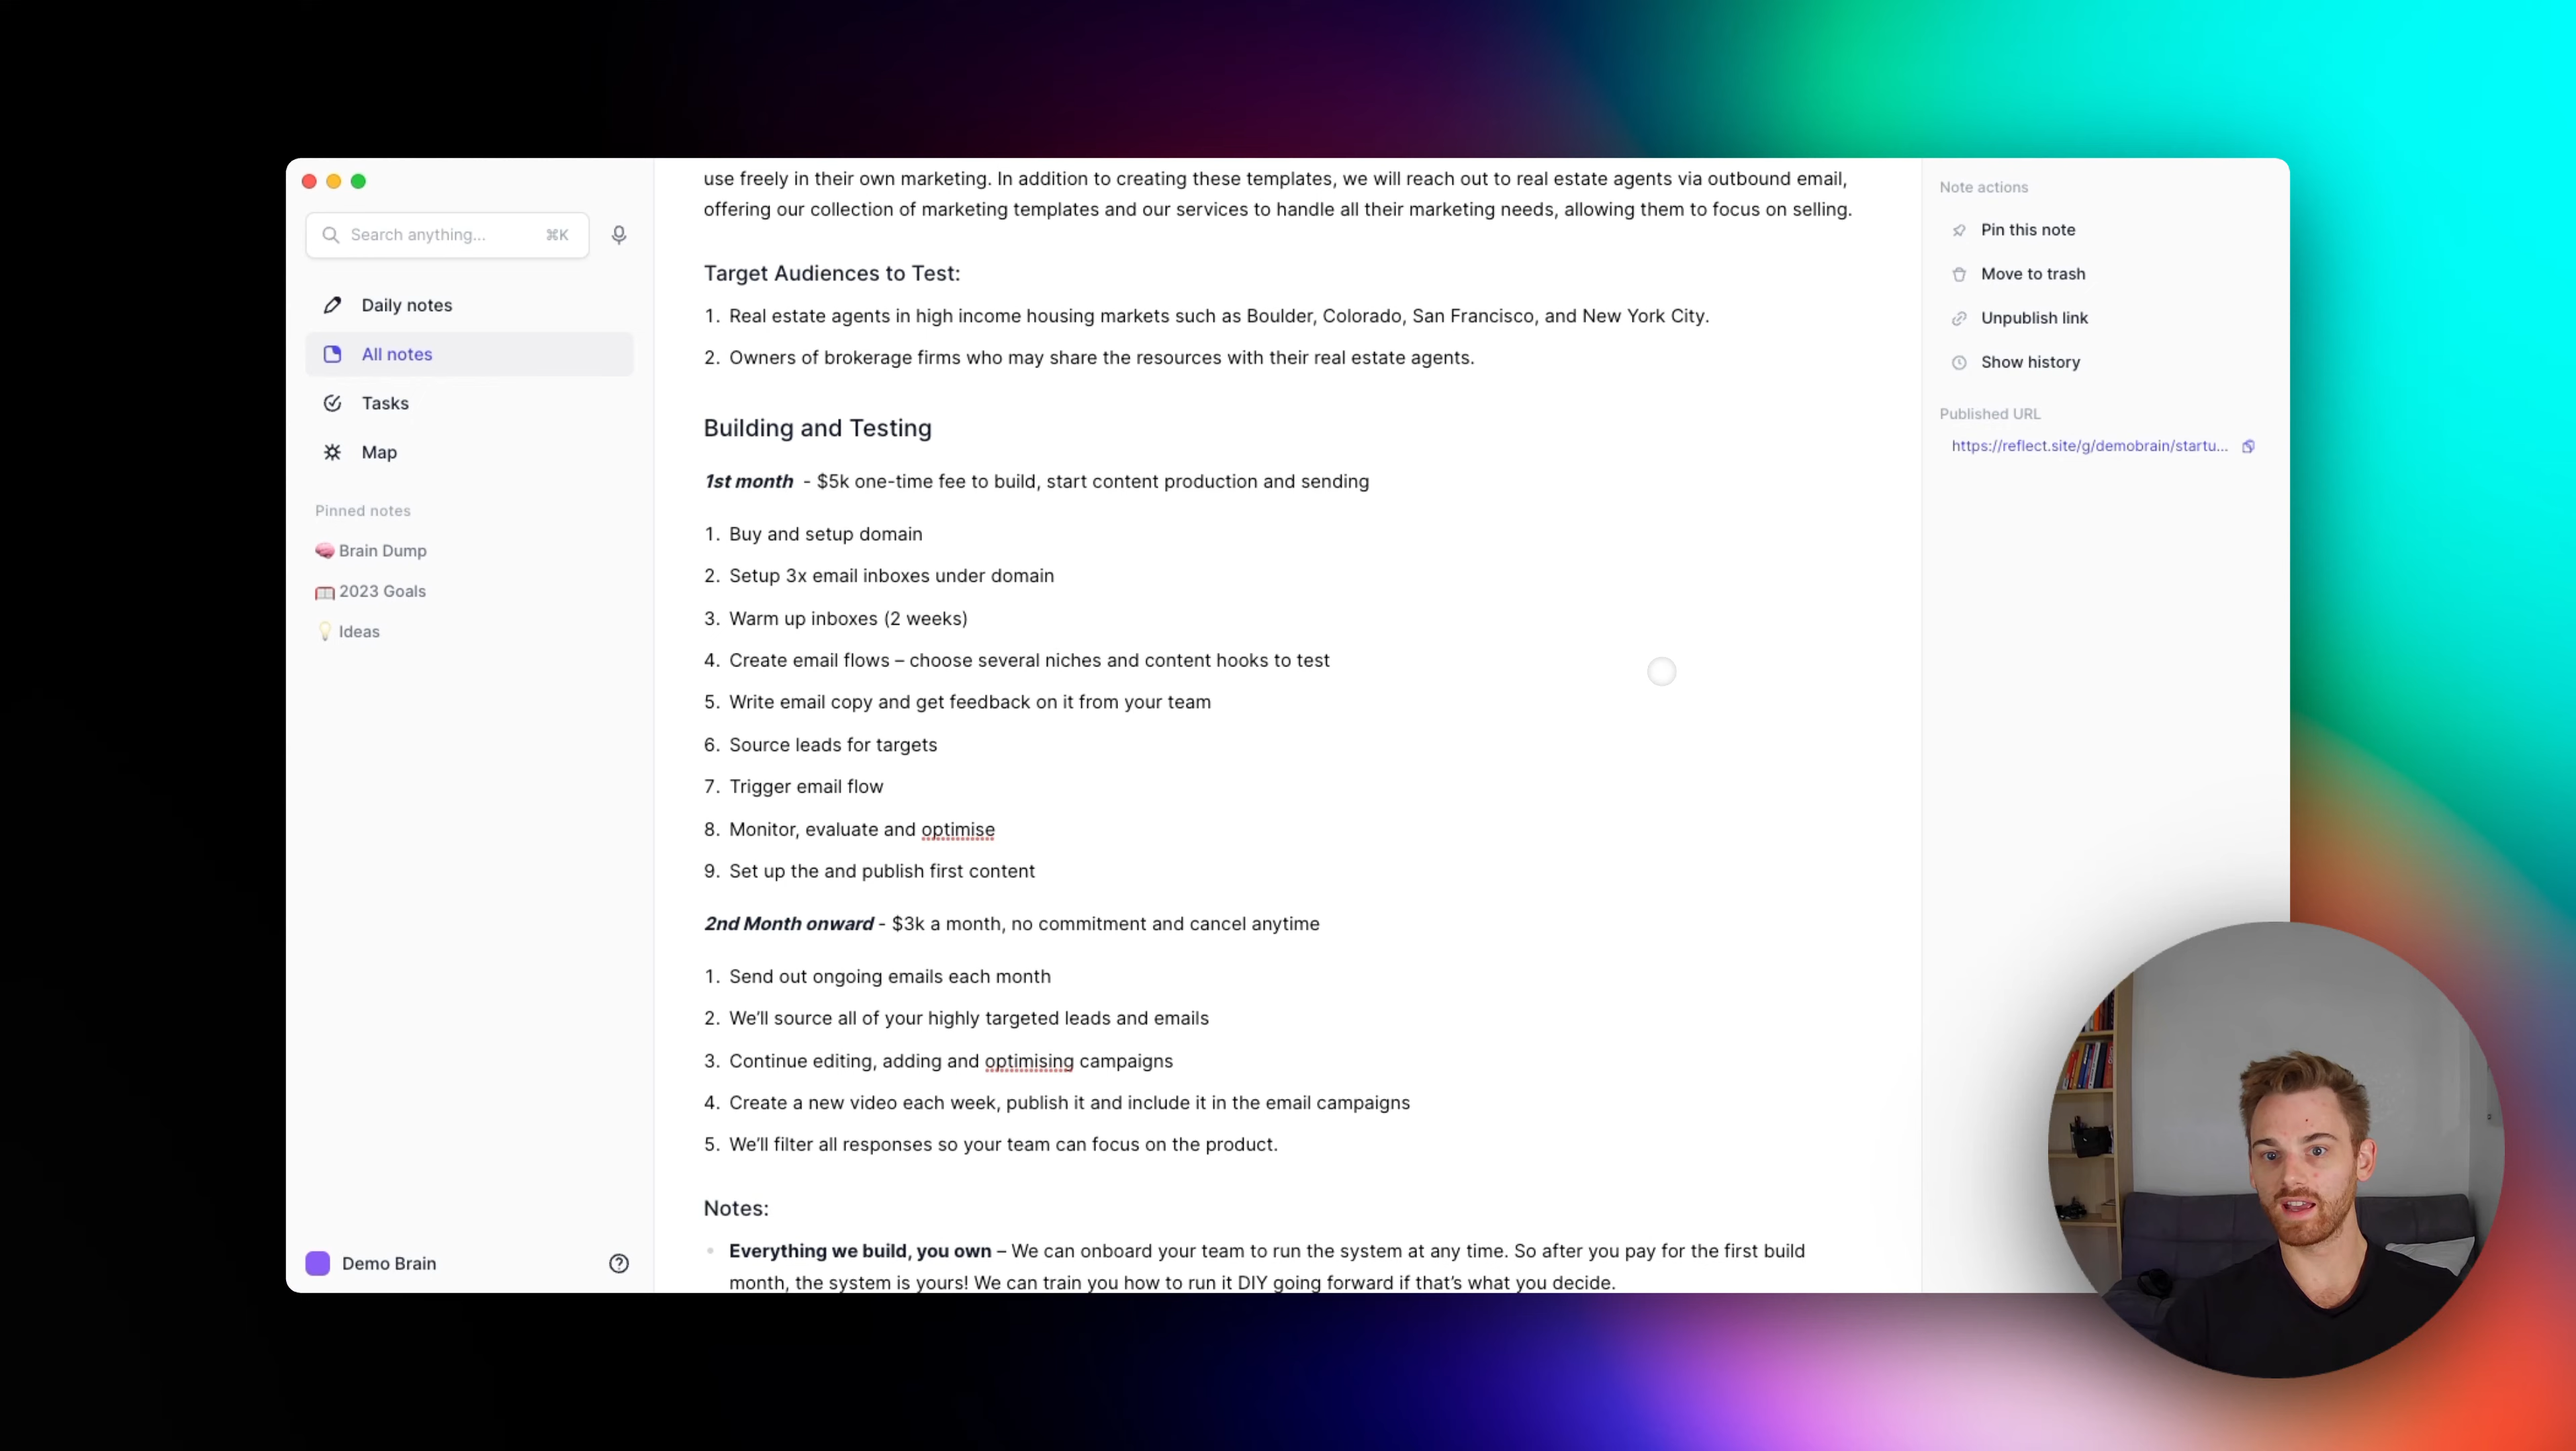 Search anything... ⌘K
Daily notes
All notes
Tasks
Map
Pinned notes
Brain Dump
2023 Goals
Ideas
Demo Brain
use freely in their own marketing. In addition to creating these templates, we will reach out to real estate agents via outbound email,
offering our collection of marketing templates and our services to handle all their marketing needs, allowing them to focus on selling.
Target Audiences to Test:
1. Real estate agents in high income housing markets such as Boulder, Colorado, San Francisco, and New York City.
2. Owners of brokerage firms who may share the resources with their real estate agents.
Building and Testing
1st month - $5k one-time fee to build, start content production and sending
1. Buy and setup domain
2. Setup 3x email inboxes under domain
3. Warm up inboxes (2 weeks)
4. Create email flows – choose several niches and content hooks to test
5. Write email copy and get feedback on it from your team
6. Source leads for targets
7. Trigger email flow
8. Monitor, evaluate and optimise
9. Set up the and publish first content
2nd Month onward - $3k a month, no commitment and cancel anytime
1. Send out ongoing emails each month
2. We'll source all of your highly targeted leads and emails
3. Continue editing, adding and optimising campaigns
4. Create a new video each week, publish it and include it in the email campaigns
5. We'll filter all responses so your team can focus on the product.
Notes:
Everything we build, you own – We can onboard your team to run the system at any time. So after you pay for the first build
month, the system is yours! We can train you how to run it DIY going forward if that's what you decide.
Note actions
Pin this note
Move to trash
Unpublish link
Show history
Published URL
https://reflect.site/g/demobrain/startu...